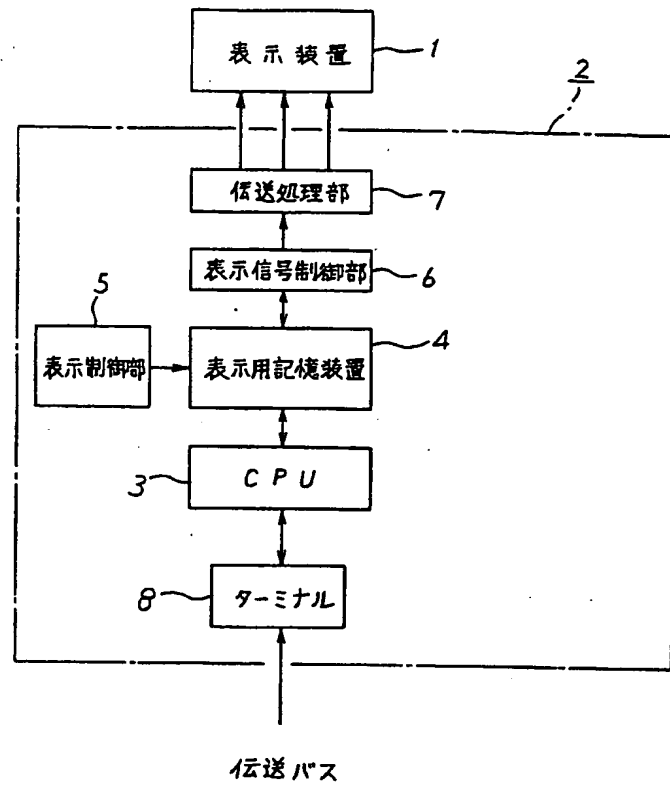 表示装置
1
2
伝送処理部
7
表示信号制御部
6
5
表示制御部
表示用記憶装置
4
CPU
3
ターミナル
8
伝送バス